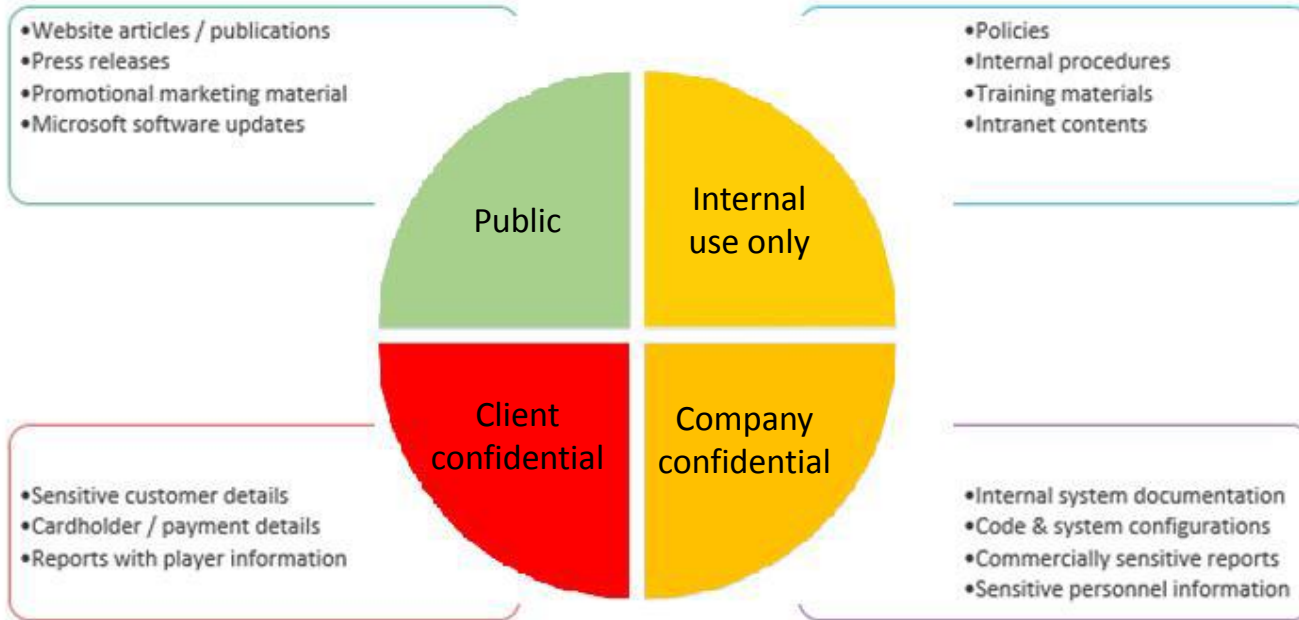 •Website articles / publications
•Press releases
•Promotional marketing material
•Microsoft software updates
•Policies
•Internal procedures
•Training materials
•Intranet contents
Public
Internal
use only
Client
confidential
Company
confidential
•Sensitive customer details
•Cardholder / payment details
•Reports with player information
•Internal system documentation
•Code & system configurations
•Commercially sensitive reports
•Sensitive personnel information